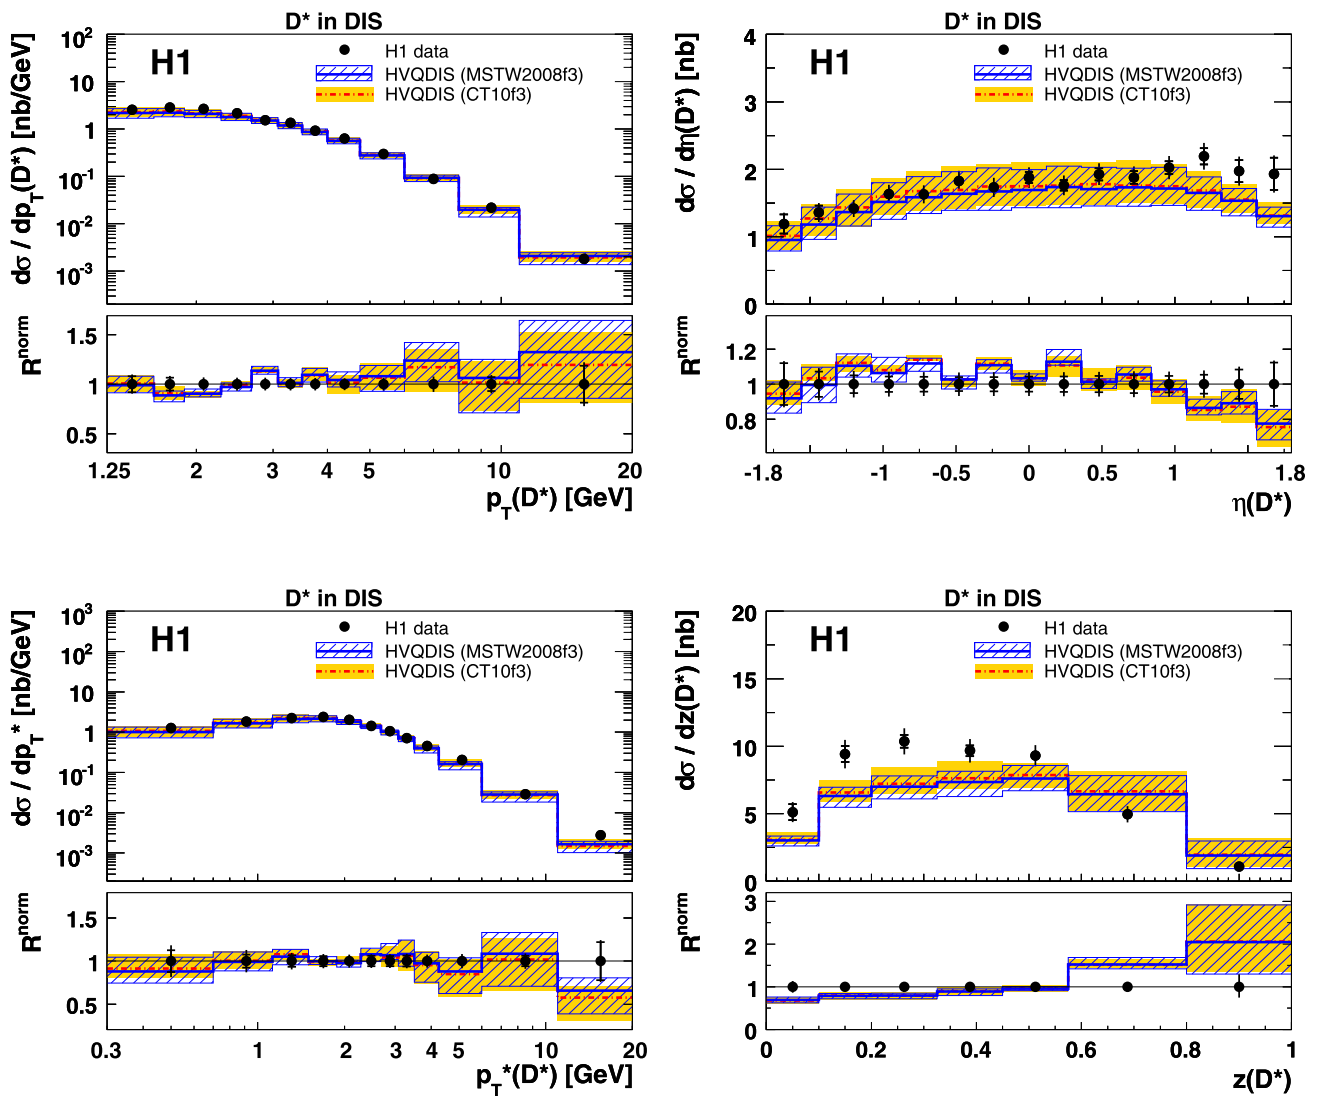 D* in DIS
H1
H1 data
HVQDIS (MSTW2008f3)
HVQDIS (CT10f3)
dσ / dp_T(D*) [nb/GeV]
10^2
10
1
10^-1
10^-2
10^-3
R^norm
1.5
1
0.5
1.25 2 3 4 5 10 20
p_T(D*) [GeV]
D* in DIS
H1
H1 data
HVQDIS (MSTW2008f3)
HVQDIS (CT10f3)
dσ / dη(D*) [nb]
4
3
2
1
0
R^norm
1.2
1
0.8
-1.8 -1 -0.5 0 0.5 1 1.8
η(D*)
D* in DIS
H1
H1 data
HVQDIS (MSTW2008f3)
HVQDIS (CT10f3)
dσ / dp_T* [nb/GeV]
10^3
10^2
10
1
10^-1
10^-2
10^-3
R^norm
1.5
1
0.5
0.3 1 2 3 4 5 10 20
p_T*(D*) [GeV]
D* in DIS
H1
H1 data
HVQDIS (MSTW2008f3)
HVQDIS (CT10f3)
dσ / dz(D*) [nb]
20
15
10
5
0
R^norm
3
2
1
0
0 0.2 0.4 0.6 0.8 1
z(D*)